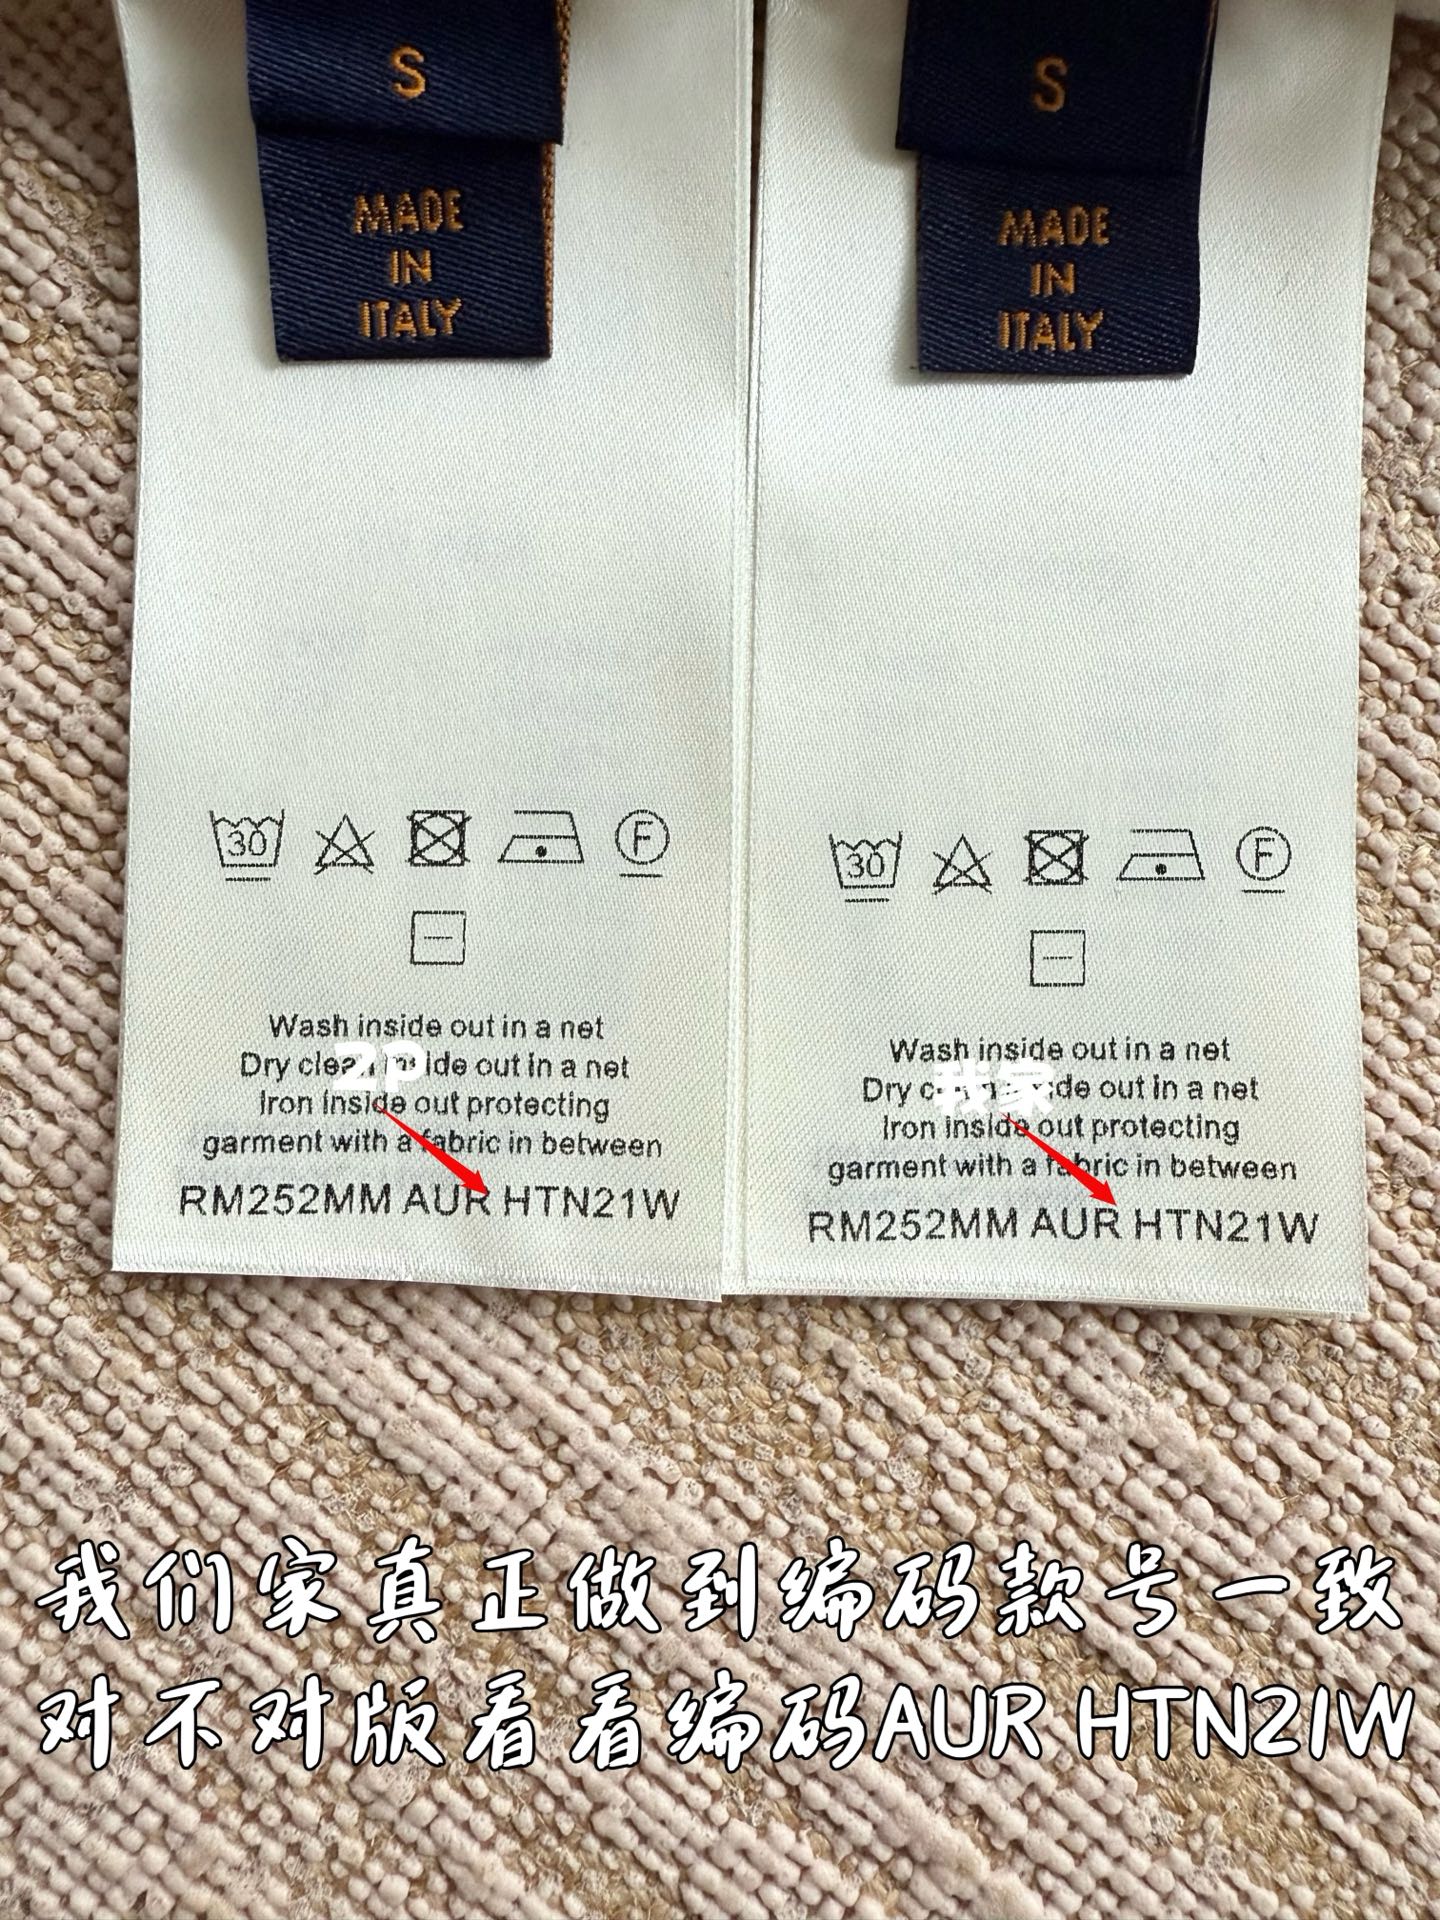 S
MADE
IN
ITALY
30
F
Wash inside out in a net
Dry clean inside out in a net
2P
Iron inside out protecting
garment with a fabric in between
RM252MM AUR HTN21W
S
MADE
IN
ITALY
30
F
Wash inside out in a net
Dry clean inside out in a net
我家
Iron inside out protecting
garment with a fabric in between
RM252MM AUR HTN21W
我们家真正做到编码款号一致
对不对版看看编码AUR HTN21W